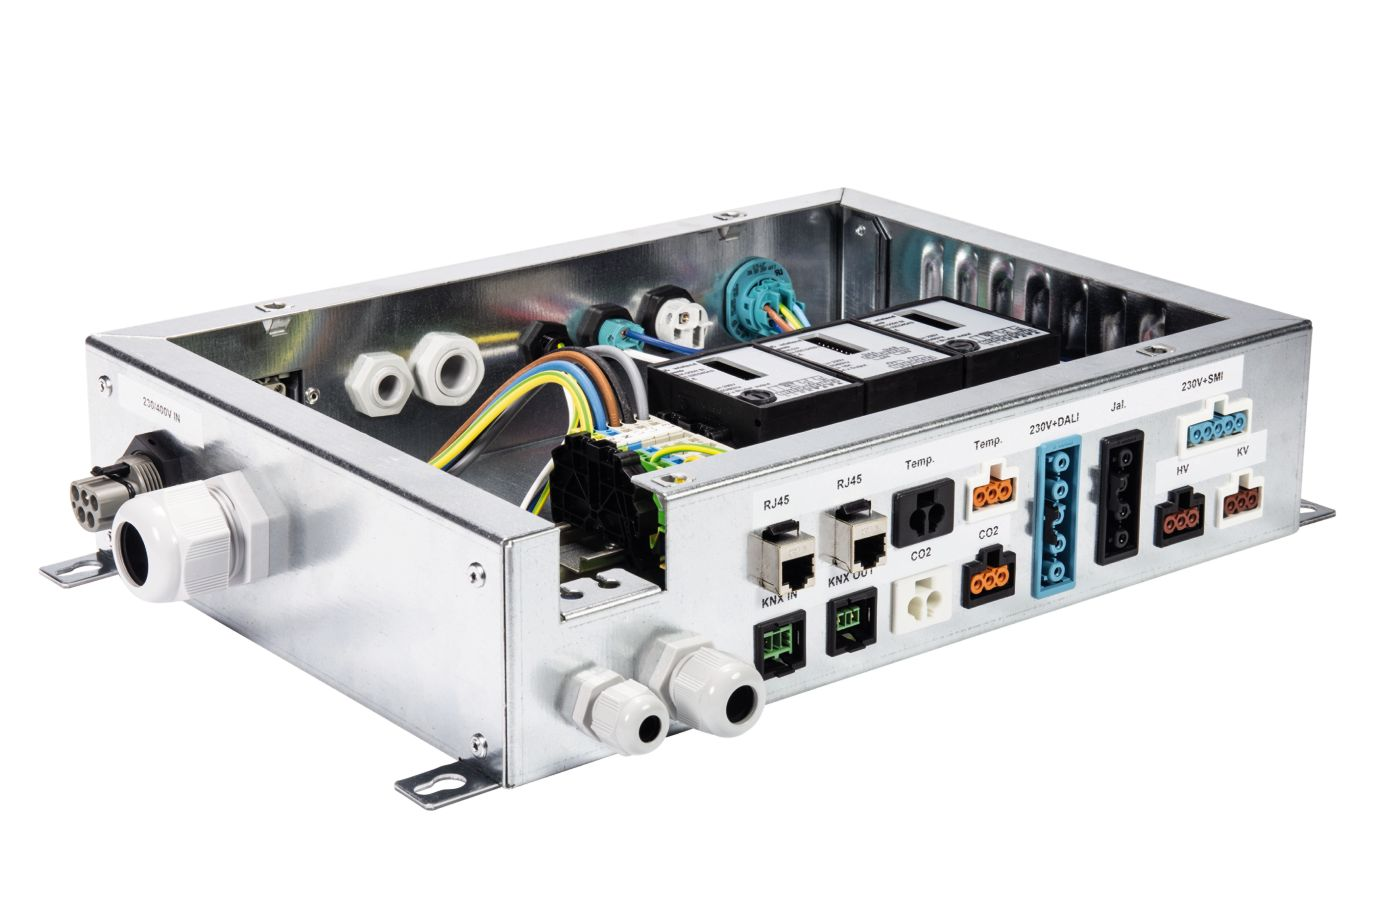 230/400V IN
RJ45
RJ45
Temp.
Temp.
230V+DALI
Jal.
230V+SMI
HV
KV
KNX IN
KNX OUT
CO2
CO2